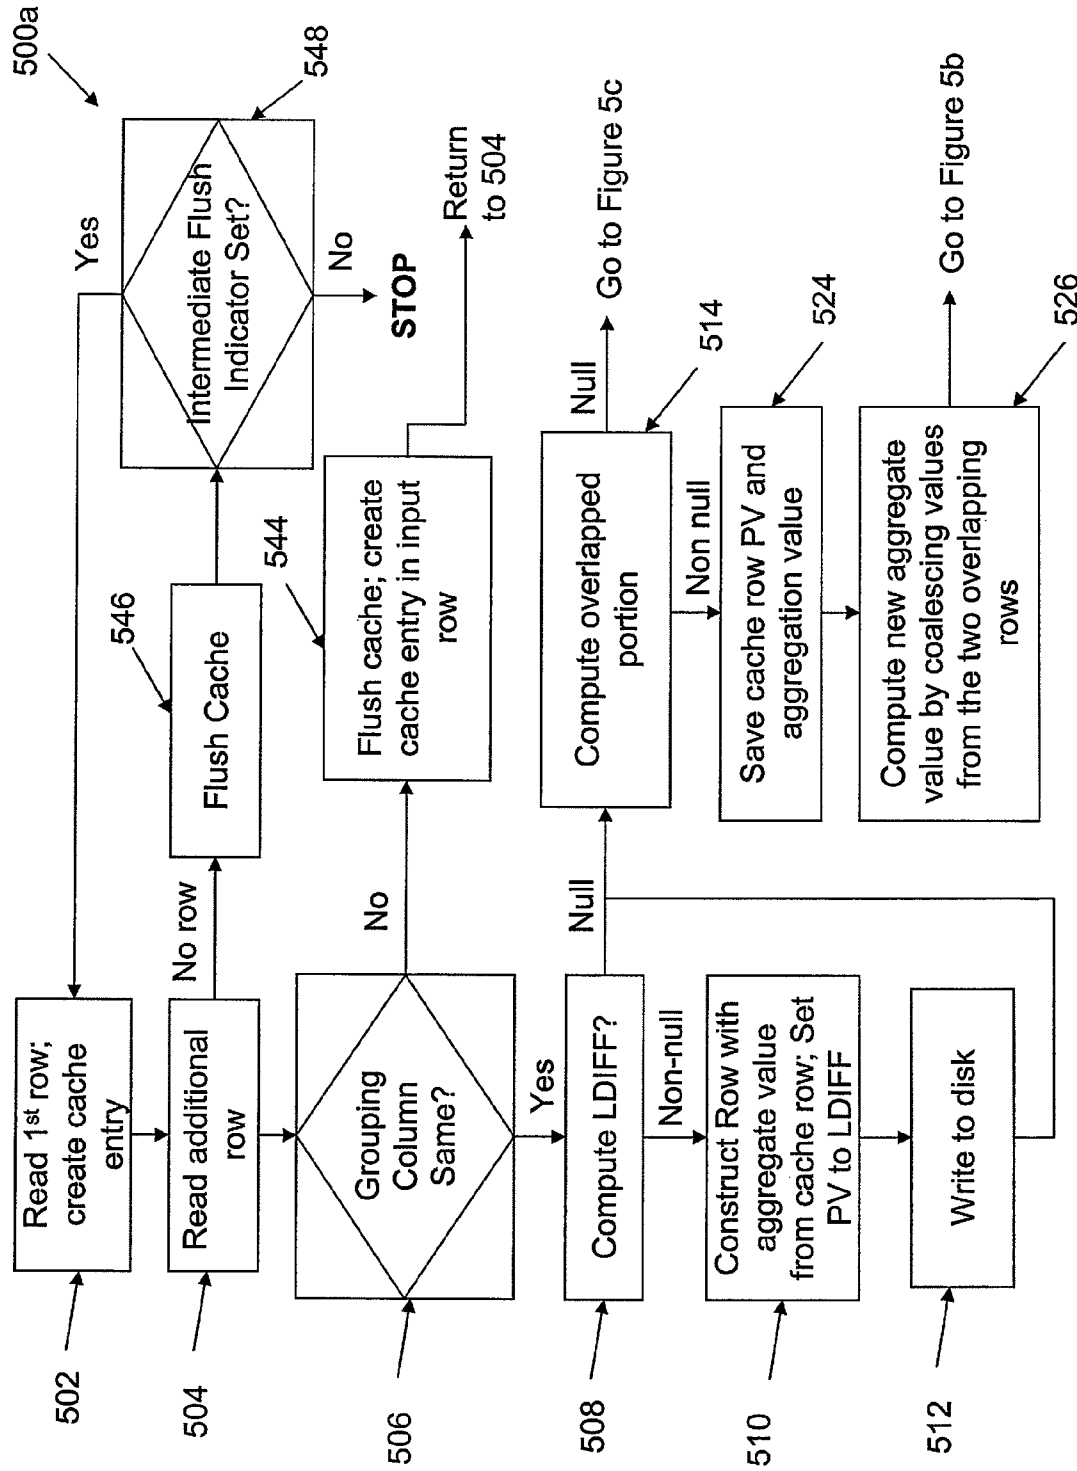 500a
502
Read 1st row;
create cache
entry
504
Read additional
row
No row
546
Flush Cache
548
Intermediate Flush
Indicator Set?
Yes
No
STOP
506
Grouping
Column
Same?
No
544
Flush cache; create
cache entry in input
row
Return
to 504
Yes
508
Compute LDIFF?
Null
Non-null
510
Construct Row with
aggregate value
from cache row; Set
PV to LDIFF
512
Write to disk
514
Compute overlapped
portion
Null
Go to Figure 5c
Non null
524
Save cache row PV and
aggregation value
526
Compute new aggregate
value by coalescing values
from the two overlapping
rows
Go to Figure 5b